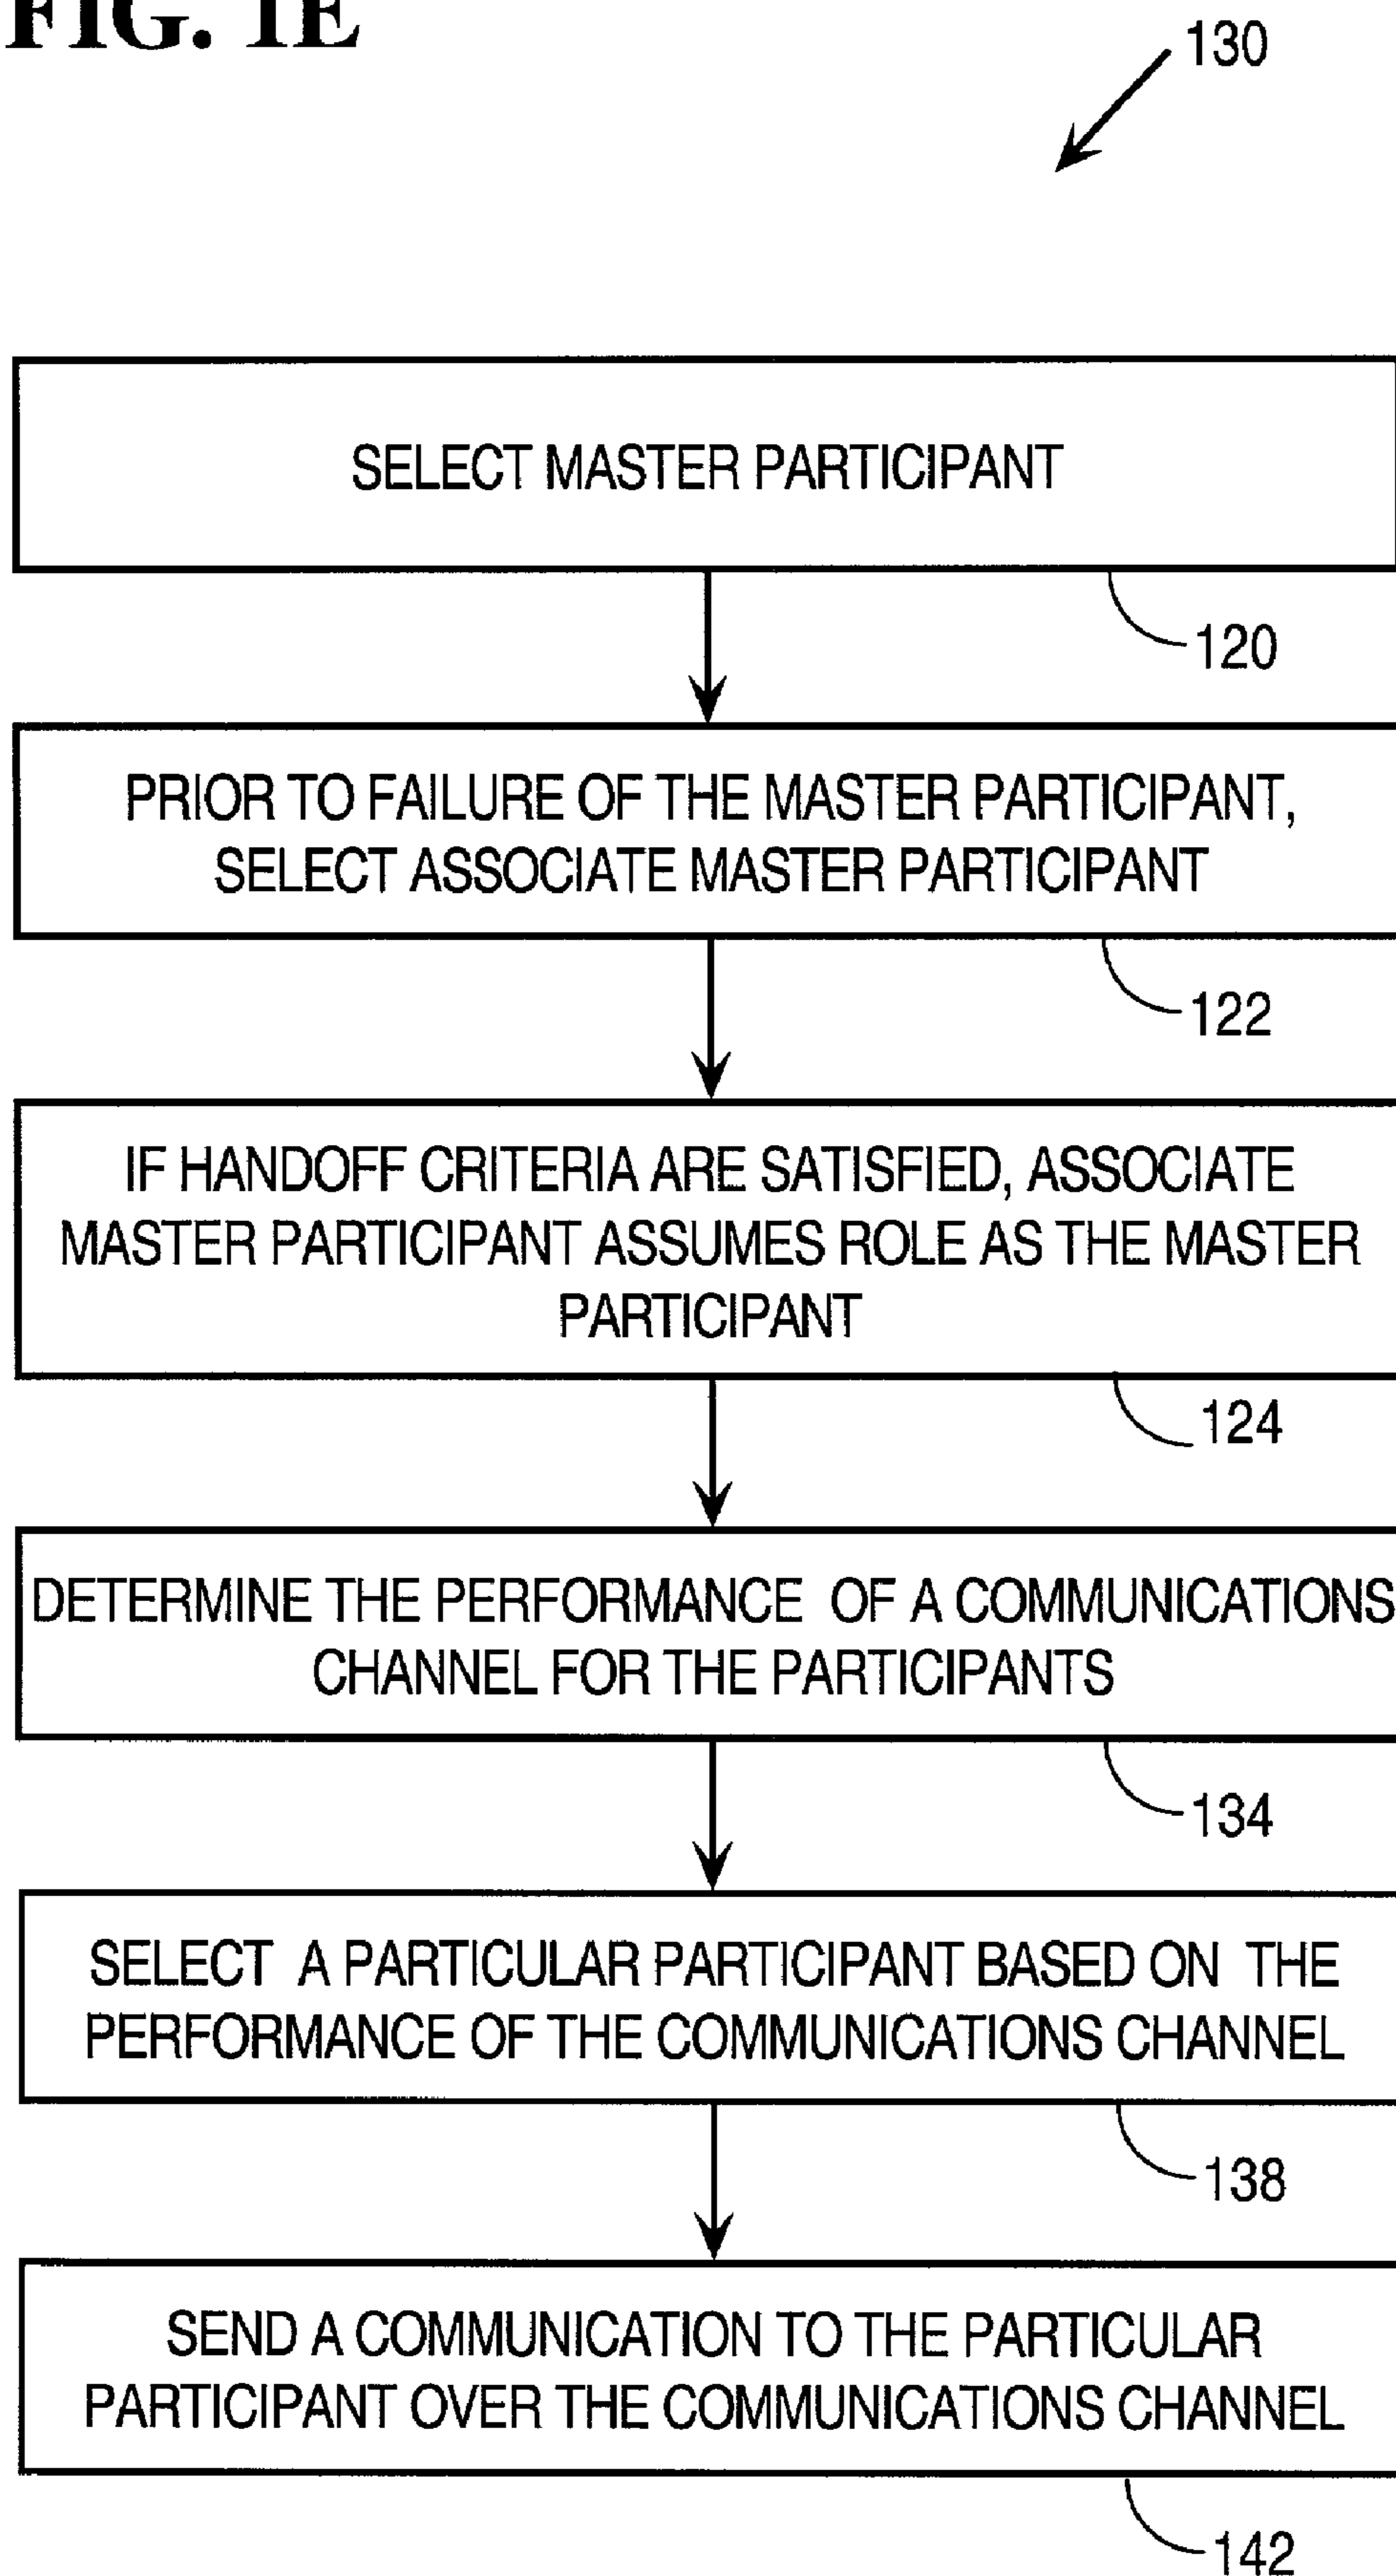 FIG. 1E
130
SELECT MASTER PARTICIPANT
120
PRIOR TO FAILURE OF THE MASTER PARTICIPANT,
SELECT ASSOCIATE MASTER PARTICIPANT
122
IF HANDOFF CRITERIA ARE SATISFIED, ASSOCIATE
MASTER PARTICIPANT ASSUMES ROLE AS THE MASTER
PARTICIPANT
124
DETERMINE THE PERFORMANCE OF A COMMUNICATIONS
CHANNEL FOR THE PARTICIPANTS
134
SELECT A PARTICULAR PARTICIPANT BASED ON THE
PERFORMANCE OF THE COMMUNICATIONS CHANNEL
138
SEND A COMMUNICATION TO THE PARTICULAR
PARTICIPANT OVER THE COMMUNICATIONS CHANNEL
142